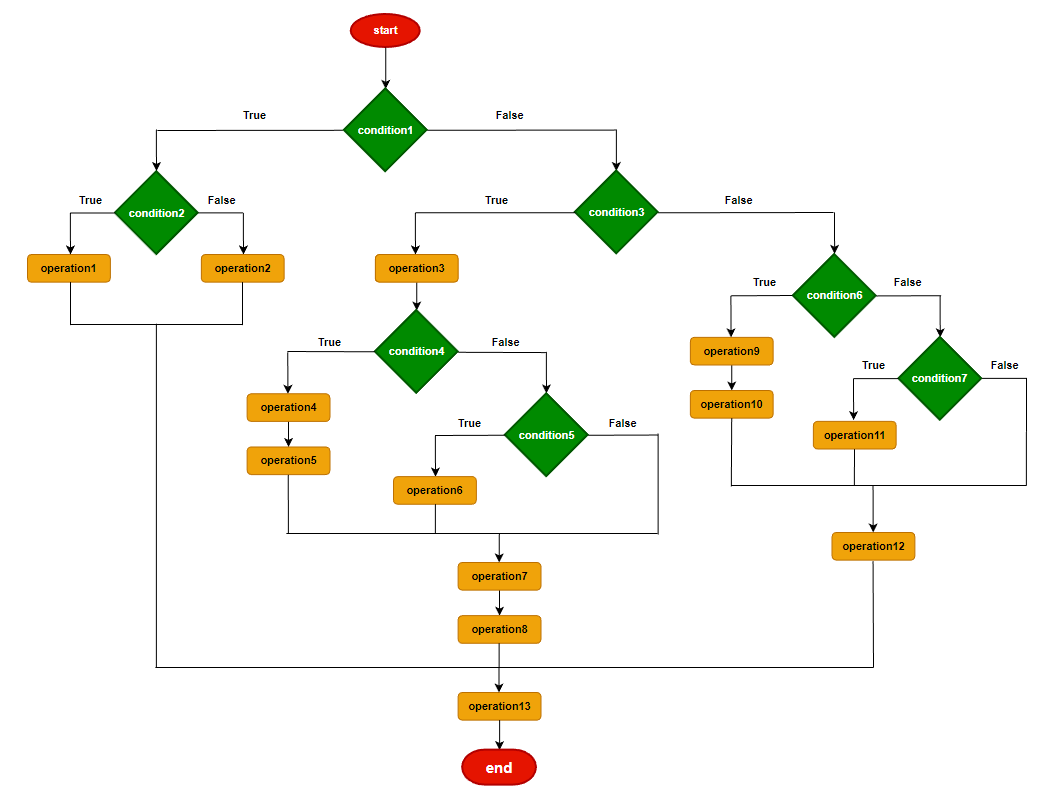 start
condition1
True
False
condition2
True
False
condition3
True
False
operation1
operation2
operation3
condition6
True
False
condition4
True
False
operation9
condition7
True
False
operation4
operation10
condition5
True
False
operation11
operation5
operation6
operation12
operation7
operation8
operation13
end